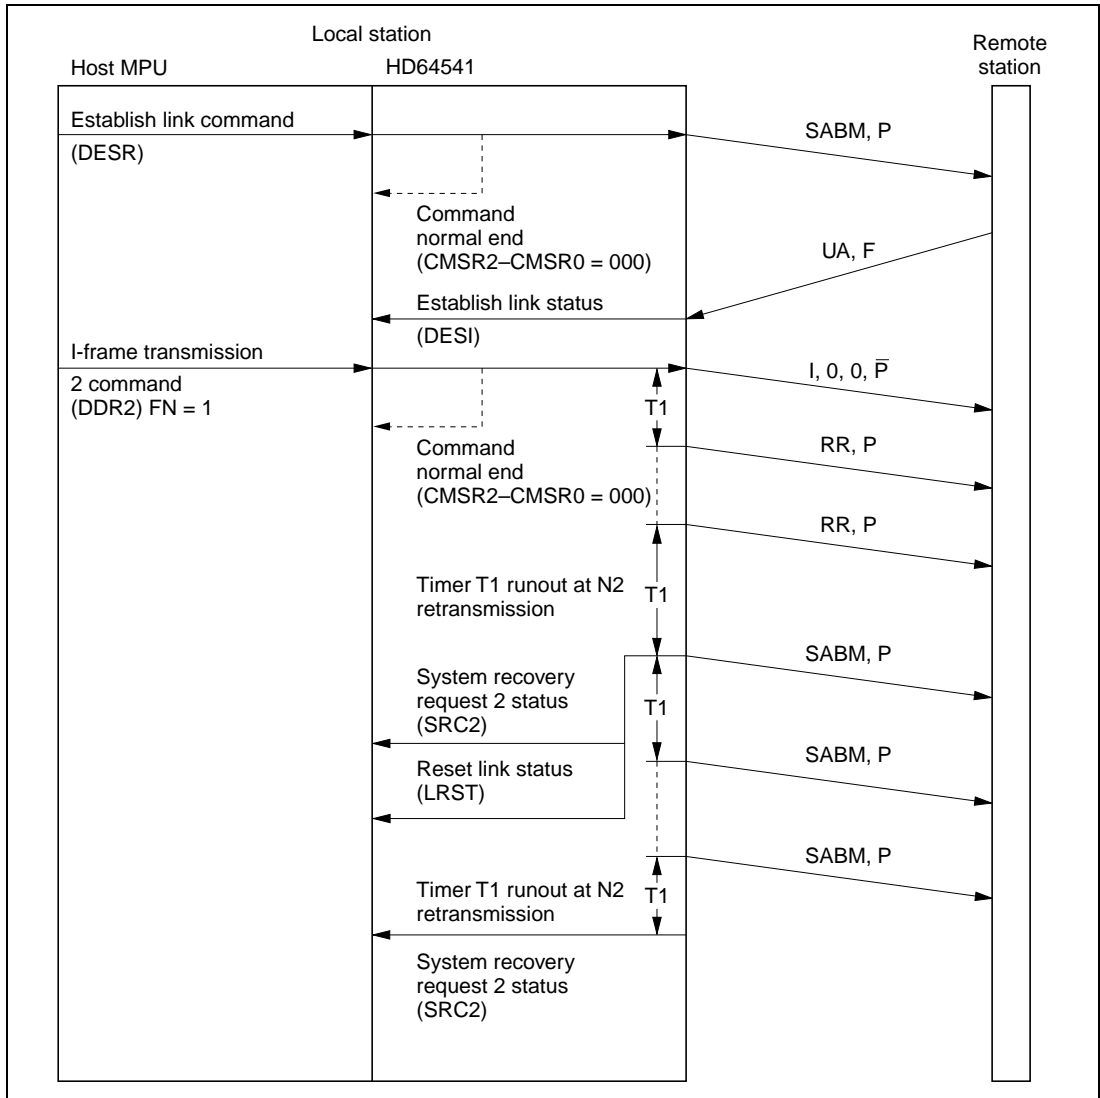 Local station
Remote
station
Host MPU
HD64541
Establish link command
(DESR)
SABM, P
Command
normal end
(CMSR2–CMSR0 = 000)
UA, F
Establish link status
(DESI)
I-frame transmission
2 command
(DDR2) FN = 1
I, 0, 0, P̅
T1
Command
normal end
(CMSR2–CMSR0 = 000)
RR, P
RR, P
Timer T1 runout at N2
retransmission
T1
SABM, P
System recovery
request 2 status
(SRC2)
T1
Reset link status
(LRST)
SABM, P
SABM, P
Timer T1 runout at N2
retransmission
T1
System recovery
request 2 status
(SRC2)